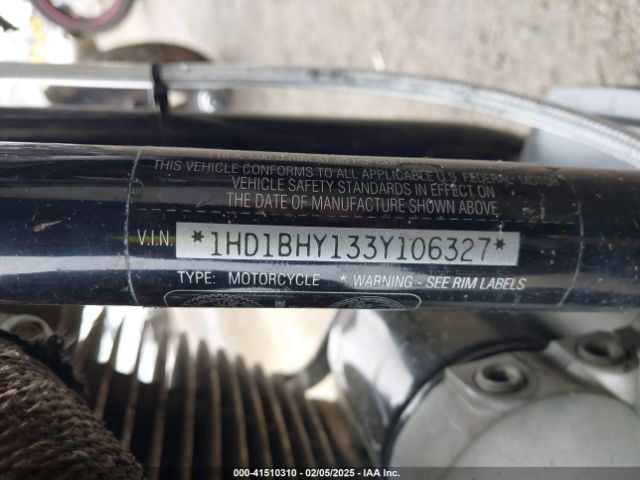 THIS VEHICLE CONFORMS TO ALL APPLICABLE U.S. FEDERAL MOTOR
VEHICLE SAFETY STANDARDS IN EFFECT ON
THE DATE OF MANUFACTURE SHOWN ABOVE
V.I.N. *1HD1BHY133Y106327*
TYPE: MOTORCYCLE * WARNING - SEE RIM LABELS
000-41510310 - 02/05/2025 - IAA Inc.